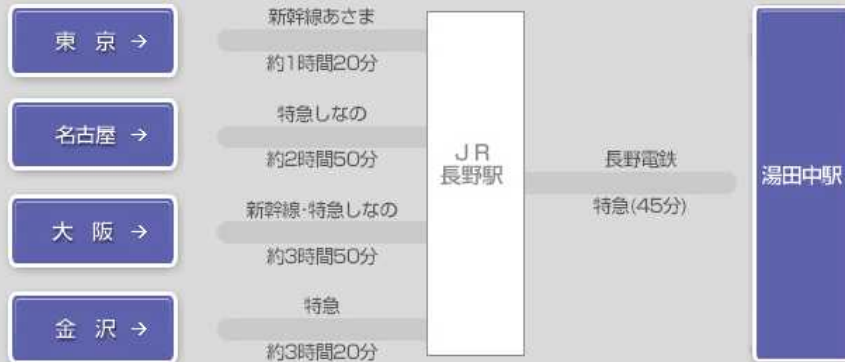 東 京 →
新幹線あさま
約1時間20分
名古屋 →
特急しなの
約2時間50分
大 阪 →
新幹線・特急しなの
約3時間50分
金 沢 →
特急
約3時間20分
JR
長野駅
長野電鉄
特急(45分)
湯田中駅